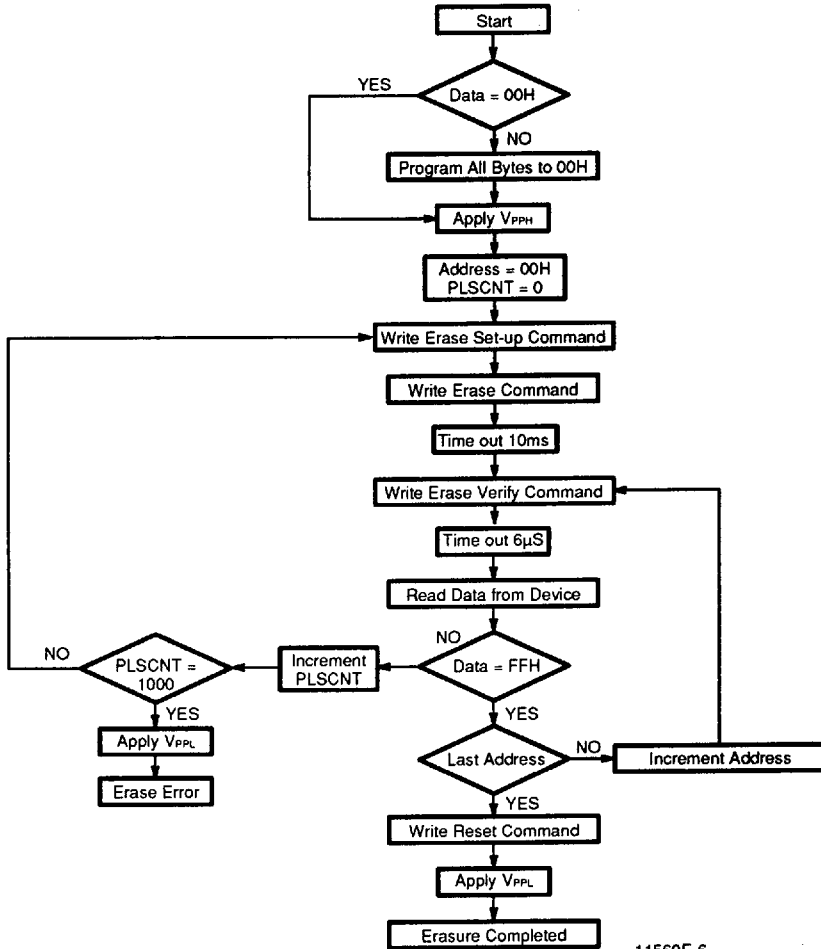 Start
YES
Data = 00H
NO
Program All Bytes to 00H
Apply VPPH
Address = 00H
PLSCNT = 0
Write Erase Set-up Command
Write Erase Command
Time out 10ms
Write Erase Verify Command
Time out 6µS
Read Data from Device
NO
Data = FFH
YES
Increment
PLSCNT
NO
PLSCNT =
1000
YES
Apply VPPL
Erase Error
Last Address
NO
Increment Address
YES
Write Reset Command
Apply VPPL
Erasure Completed
11560F-6